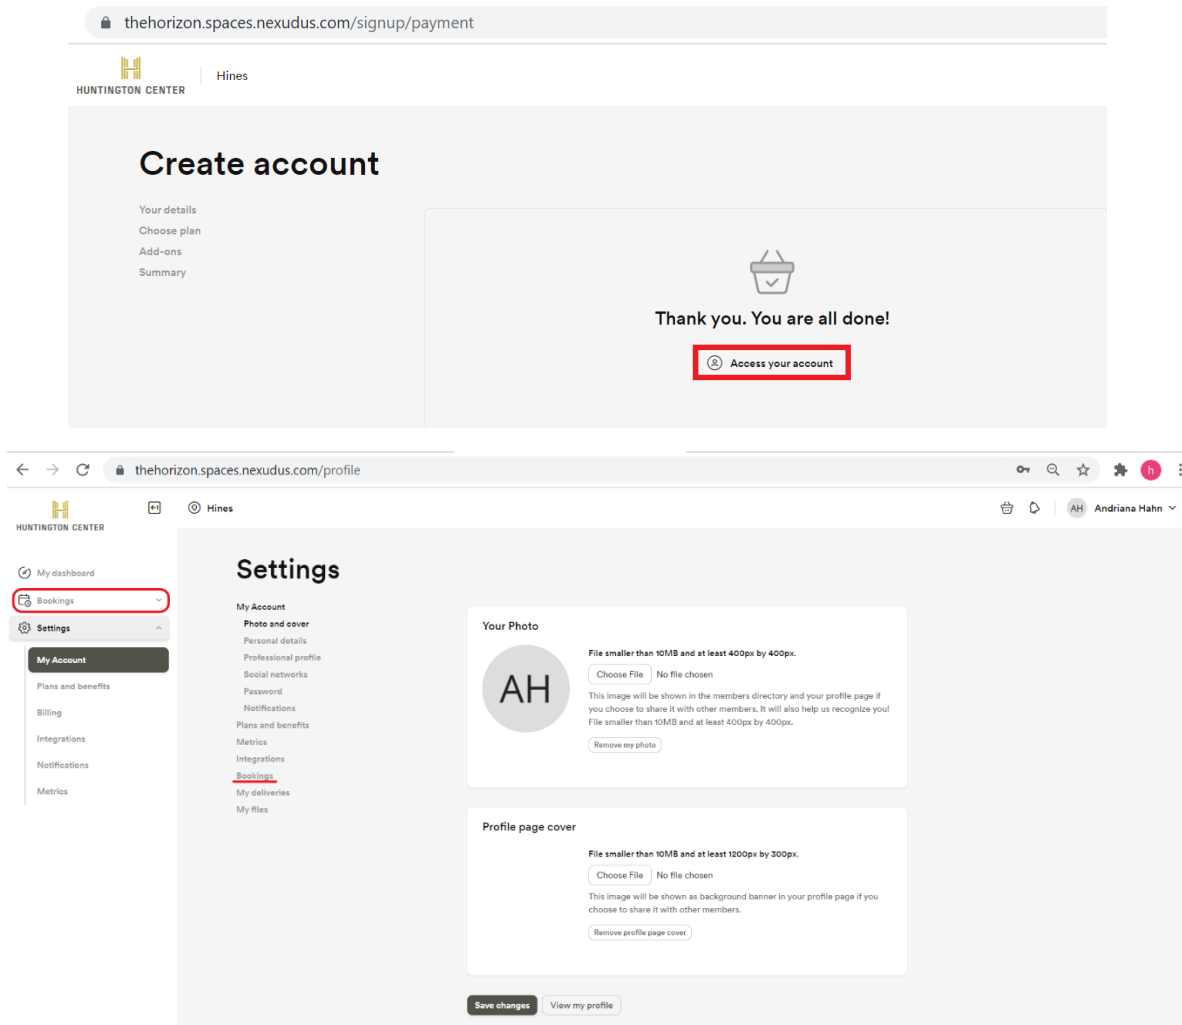 thehorizon.spaces.nexudus.com/signup/payment
HUNTINGTON CENTER
Hines
Create account
Your details
Choose plan
Add-ons
Summary
Thank you. You are all done!
Access your account
thehorizon.spaces.nexudus.com/profile
h
HUNTINGTON CENTER
Hines
AH Andriana Hahn
My dashboard
Bookings
Settings
My Account
Plans and benefits
Billing
Integrations
Notifications
Metrics
Settings
My Account
Photo and cover
Personal details
Professional profile
Social networks
Password
Notifications
Plans and benefits
Metrics
Integrations
Bookings
My deliveries
My files
Your Photo
AH
File smaller than 10MB and at least 400px by 400px.
Choose File No file chosen
This image will be shown in the members directory and your profile page if
you choose to share it with other members. It will also help us recognize you!
File smaller than 10MB and at least 400px by 400px.
Remove my photo
Profile page cover
File smaller than 10MB and at least 1200px by 300px.
Choose File No file chosen
This image will be shown as background banner in your profile page if you
choose to share it with other members.
Remove profile page cover
Save changes View my profile